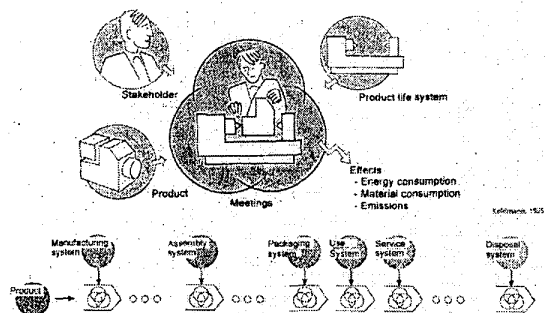 Stakeholder
Product life system
Product
Meetings
Effects
- Energy consumption
- Material consumption
- Emissions
Manufacturing system
Assembly system
Packaging system
Use System
Service system
Disposal system
Product